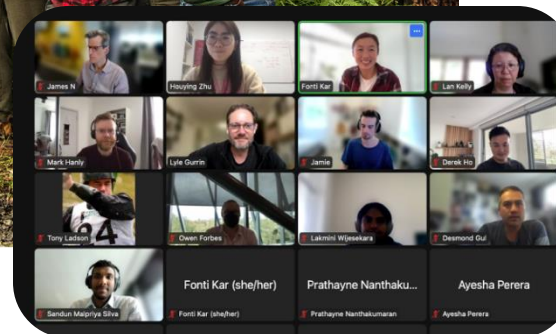 James N
Houying Zhu
Fonti Kar
Lan Kelly
Mark Hanly
Lyle Gurrin
Jamie
Derek Ho
Tony Ladson
Owen Forbes
Lakmini Wijesekara
Desmond Gul
Sandun Malpriya Silva
Fonti Kar (she/her)
Fonti Kar (she/her)
Prathayne Nanthaku...
Prathayne Nanthakumaran
Ayesha Perera
Ayesha Perera
24